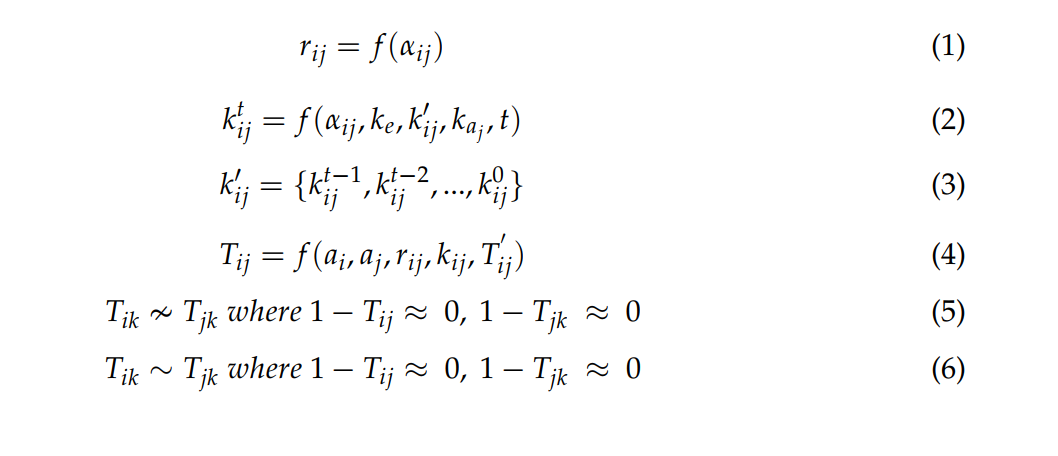 r_{ij} = f(α_{ij}) (1)
k^t_{ij} = f(α_{ij}, k_e, k′_{ij}, k_{a_j}, t) (2)
k′_{ij} = {k^{t−1}_{ij}, k^{t−2}_{ij}, ..., k^0_{ij}} (3)
T_{ij} = f(a_i, a_j, r_{ij}, k_{ij}, T′_{ij}) (4)
T_{ik} ≁ T_{jk} where 1 − T_{ij} ≈ 0, 1 − T_{jk} ≈ 0 (5)
T_{ik} ∼ T_{jk} where 1 − T_{ij} ≈ 0, 1 − T_{jk} ≈ 0 (6)